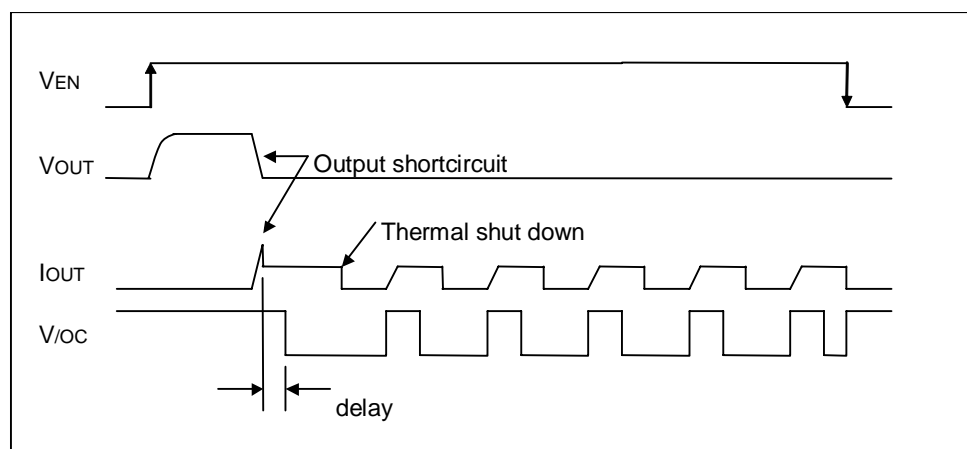 VEN
VOUT
Output shortcircuit
Thermal shut down
IOUT
V/OC
delay